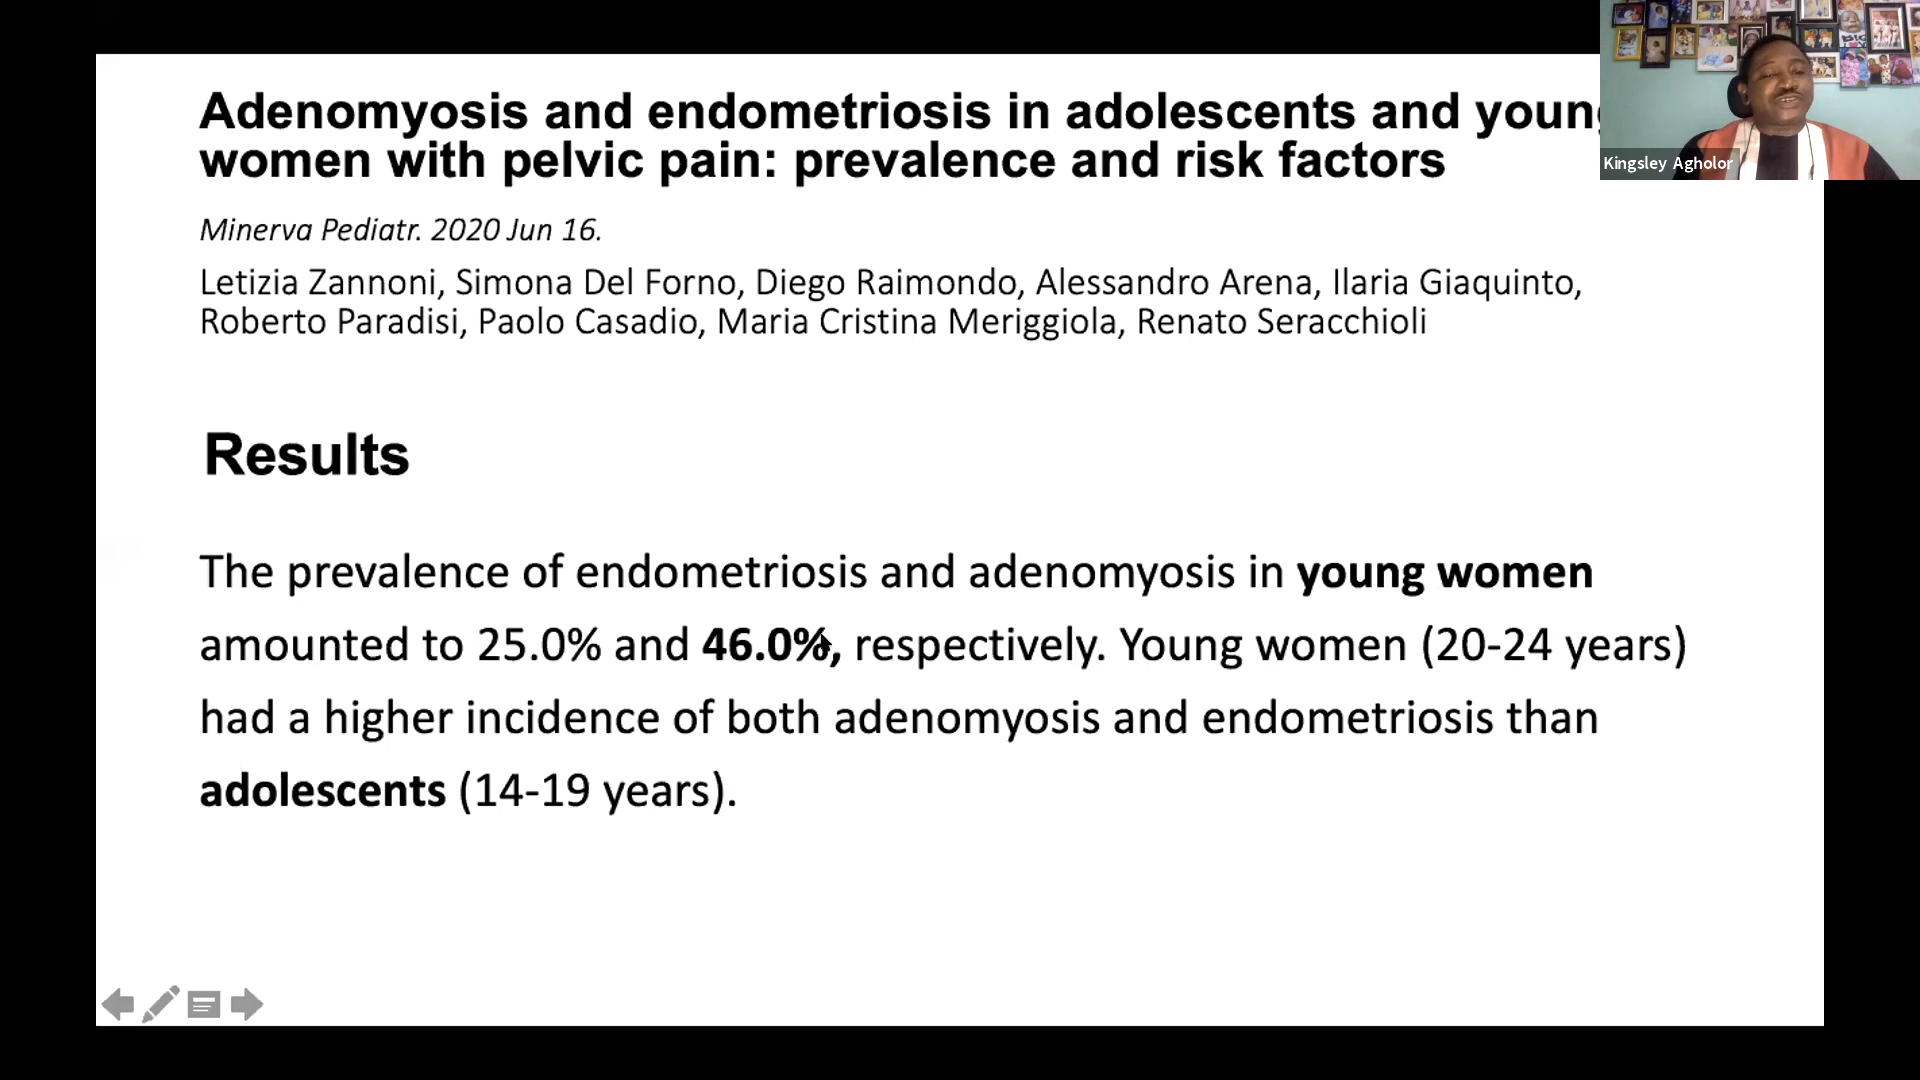 Adenomyosis and endometriosis in adolescents and young
women with pelvic pain: prevalence and risk factors
Minerva Pediatr. 2020 Jun 16.
Letizia Zannoni, Simona Del Forno, Diego Raimondo, Alessandro Arena, Ilaria Giaquinto,
Roberto Paradisi, Paolo Casadio, Maria Cristina Meriggiola, Renato Seracchioli
Results
The prevalence of endometriosis and adenomyosis in young women
amounted to 25.0% and 46.0%, respectively. Young women (20-24 years)
had a higher incidence of both adenomyosis and endometriosis than
adolescents (14-19 years).
Kingsley Agholor